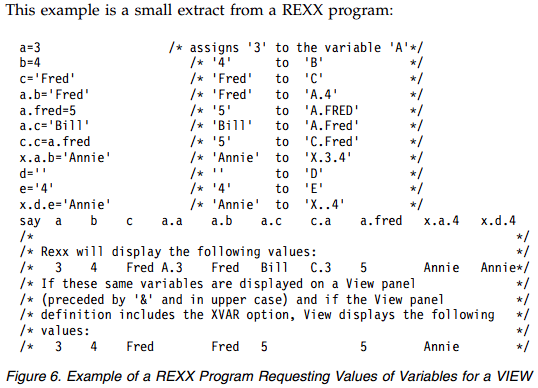 This example is a small extract from a REXX program:
a=3 /* assigns '3' to the variable 'A'*/
b=4 /* '4' to 'B' */
c='Fred' /* 'Fred' to 'C' */
a.b='Fred' /* 'Fred' to 'A.4' */
a.fred=5 /* '5' to 'A.FRED' */
a.c='Bill' /* 'Bill' to 'A.Fred' */
c.c=a.fred /* '5' to 'C.Fred' */
x.a.b='Annie' /* 'Annie' to 'X.3.4' */
d='' /* '' to 'D' */
e='4' /* '4' to 'E' */
x.d.e='Annie' /* 'Annie' to 'X..4' */
say a b c a.a a.b a.c c.a a.fred x.a.4 x.d.4
/* */
/* Rexx will display the following values: */
/* 3 4 Fred A.3 Fred Bill C.3 5 Annie Annie*/
/* If these same variables are displayed on a View panel */
/* (preceded by '&' and in upper case) and if the View panel */
/* definition includes the XVAR option, View displays the following */
/* values: */
/* 3 4 Fred Fred 5 5 Annie */
Figure 6. Example of a REXX Program Requesting Values of Variables for a VIEW